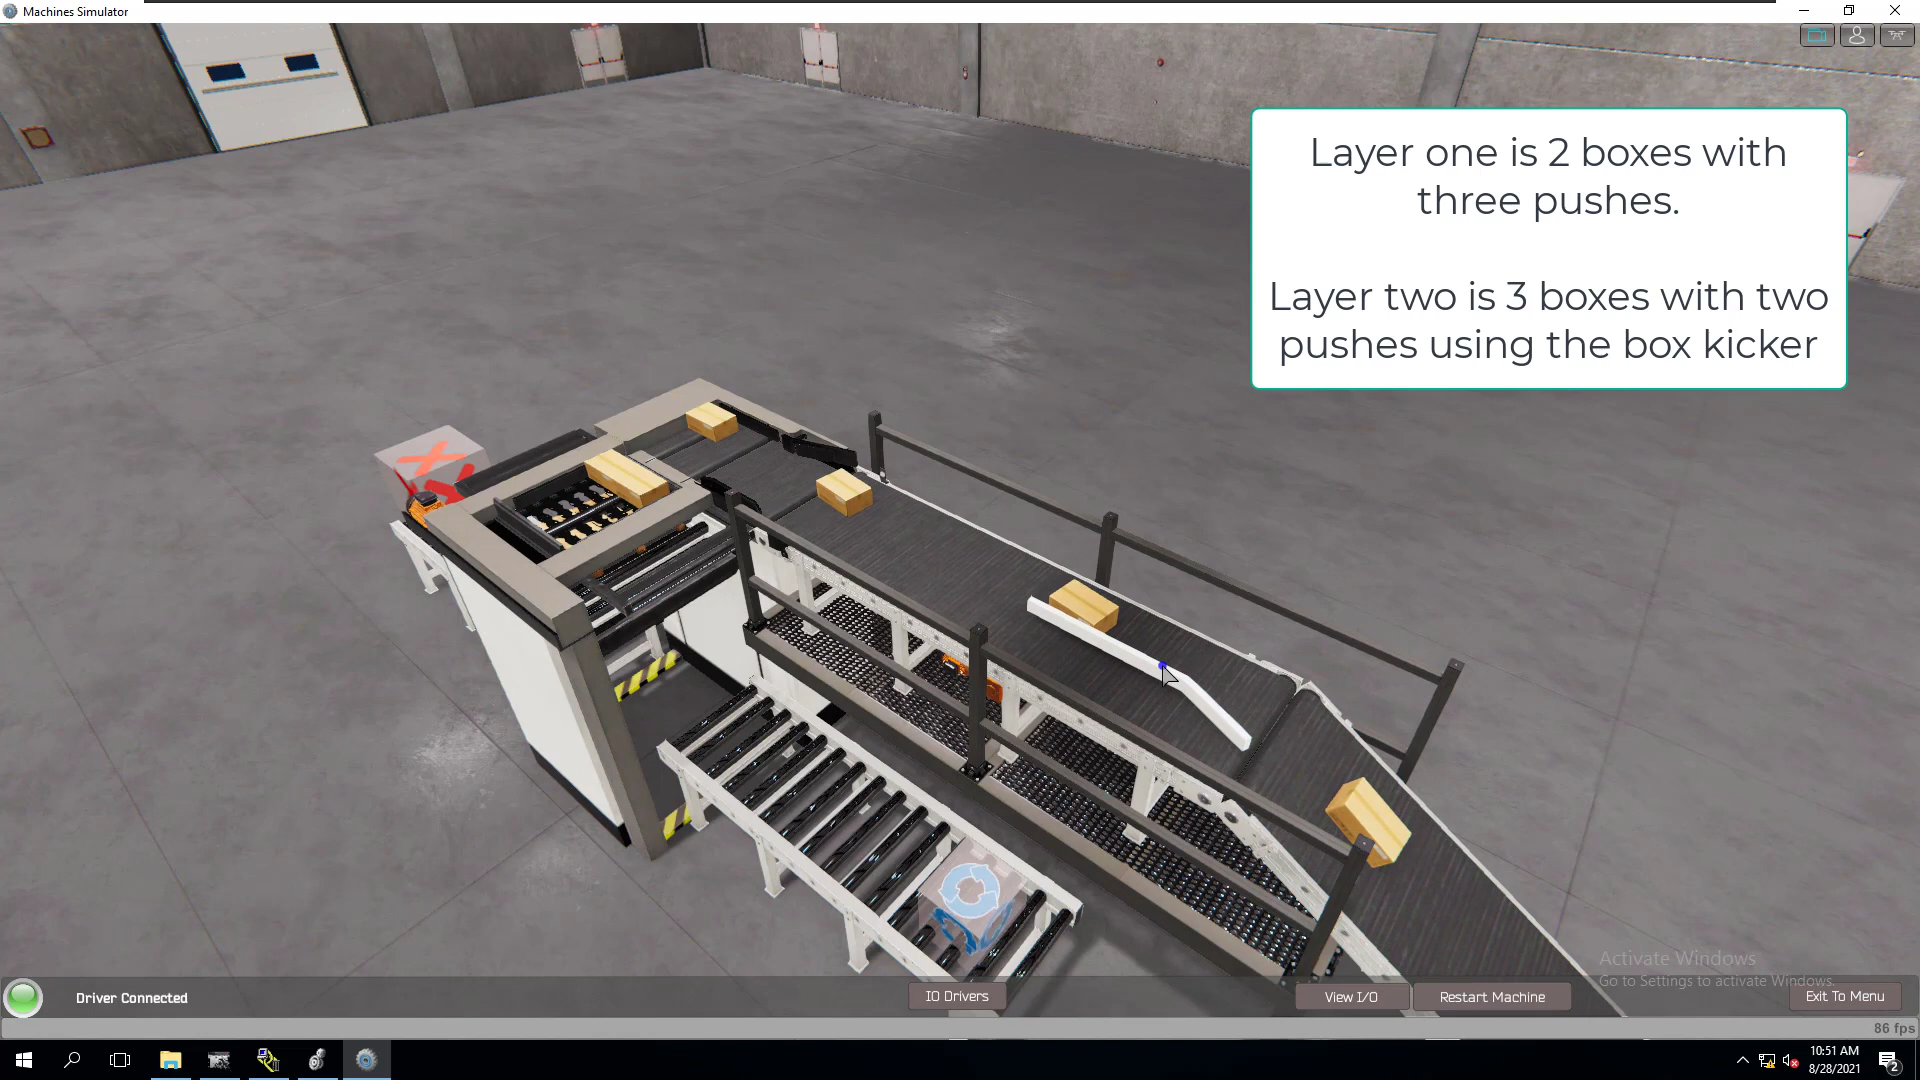 Machines Simulator
Layer one is 2 boxes with
three pushes.
Layer two is 3 boxes with two
pushes using the box kicker
Activate Windows
Go to Settings to activate Windows.
Driver Connected
IO Drivers
View I/O
Restart Machine
Exit To Menu
86 fps
10:51 AM
8/28/2021
2